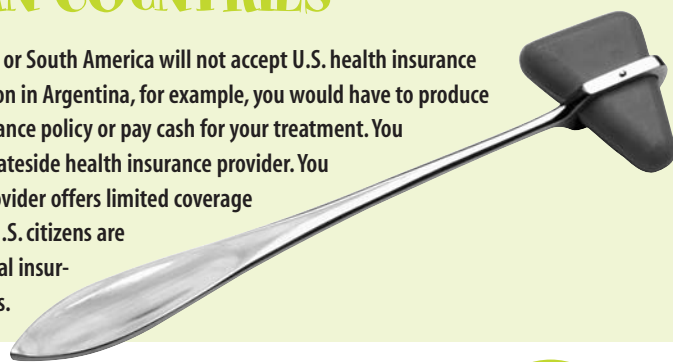 AN COUNTRIES
or South America will not accept U.S. health insurance
on in Argentina, for example, you would have to produce
ance policy or pay cash for your treatment. You
ateside health insurance provider. You
ovider offers limited coverage
.S. citizens are
al insur-
s.